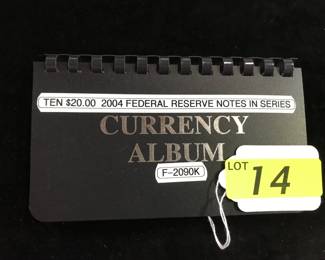 TEN $20.00 2004 FEDERAL RESERVE NOTES IN SERIES
CURRENCY
ALBUM
F-2090K
LOT
14